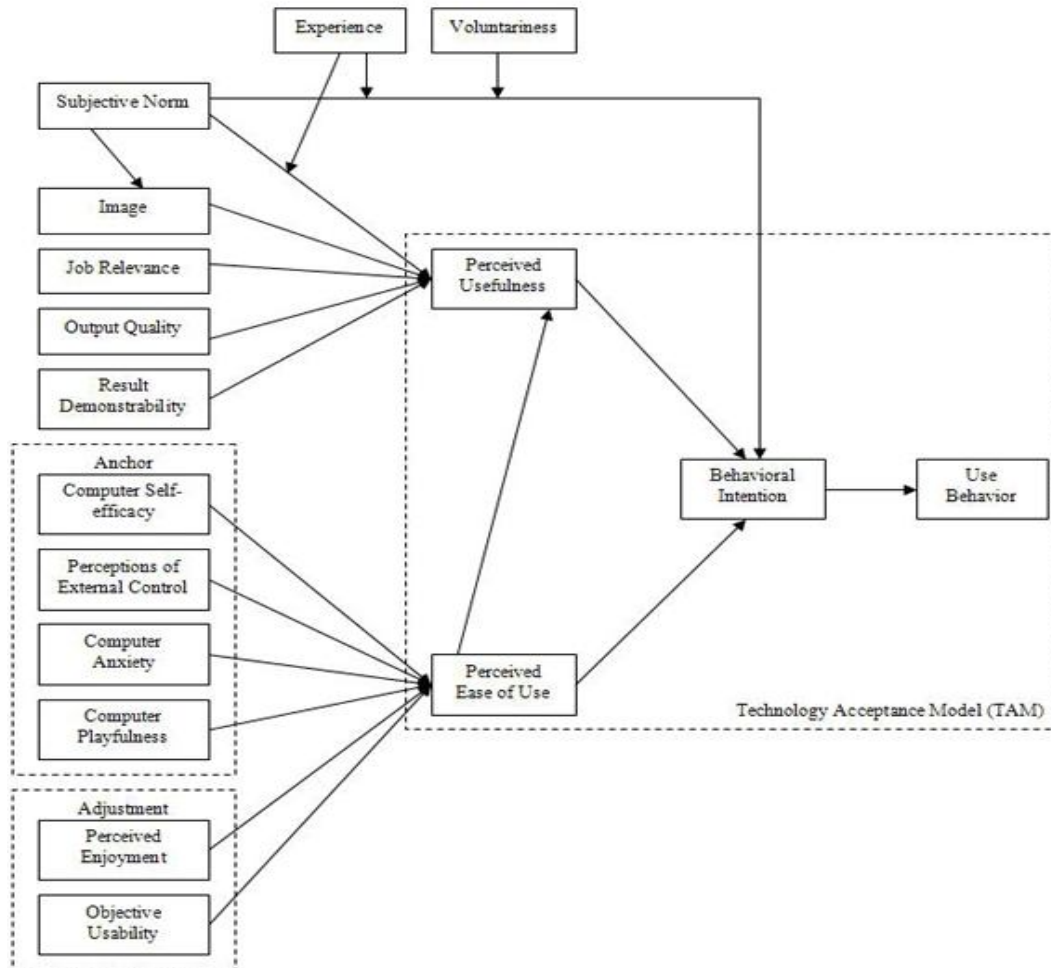 Experience
Voluntariness
Subjective Norm
Image
Job Relevance
Output Quality
Result
Demonstrability
Perceived
Usefulness
Anchor
Computer Self-
efficacy
Perceptions of
External Control
Computer
Anxiety
Computer
Playfulness
Behavioral
Intention
Use
Behavior
Perceived
Ease of Use
Technology Acceptance Model (TAM)
Adjustment
Perceived
Enjoyment
Objective
Usability